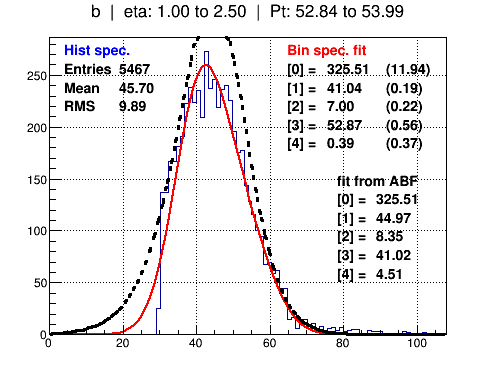 b | eta: 1.00 to 2.50 | Pt: 52.84 to 53.99
Hist spec.
Entries 5467
Mean 45.70
RMS 9.89
Bin spec. fit
[0] = 325.51 (11.94)
[1] = 41.04 (0.19)
[2] = 7.00 (0.22)
[3] = 52.87 (0.56)
[4] = 0.39 (0.37)
fit from ABF
[0] = 325.51
[1] = 44.97
[2] = 8.35
[3] = 41.02
[4] = 4.51
250
200
150
100
50
0
0 20 40 60 80 100